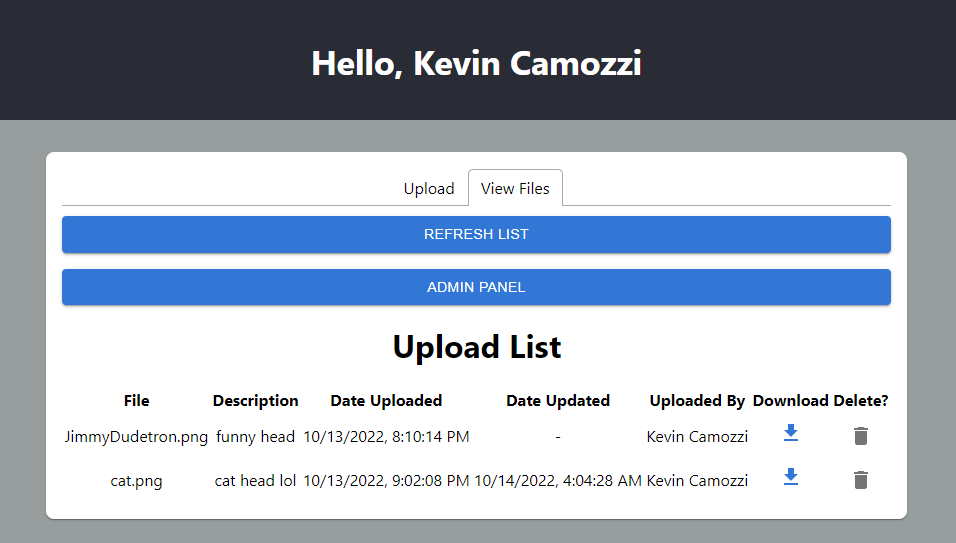 Hello, Kevin Camozzi
Upload View Files
REFRESH LIST
ADMIN PANEL
Upload List
File Description Date Uploaded Date Updated Uploaded By Download Delete?
JimmyDudetron.png funny head 10/13/2022, 8:10:14 PM - Kevin Camozzi
cat.png cat head lol 10/13/2022, 9:02:08 PM 10/14/2022, 4:04:28 AM Kevin Camozzi